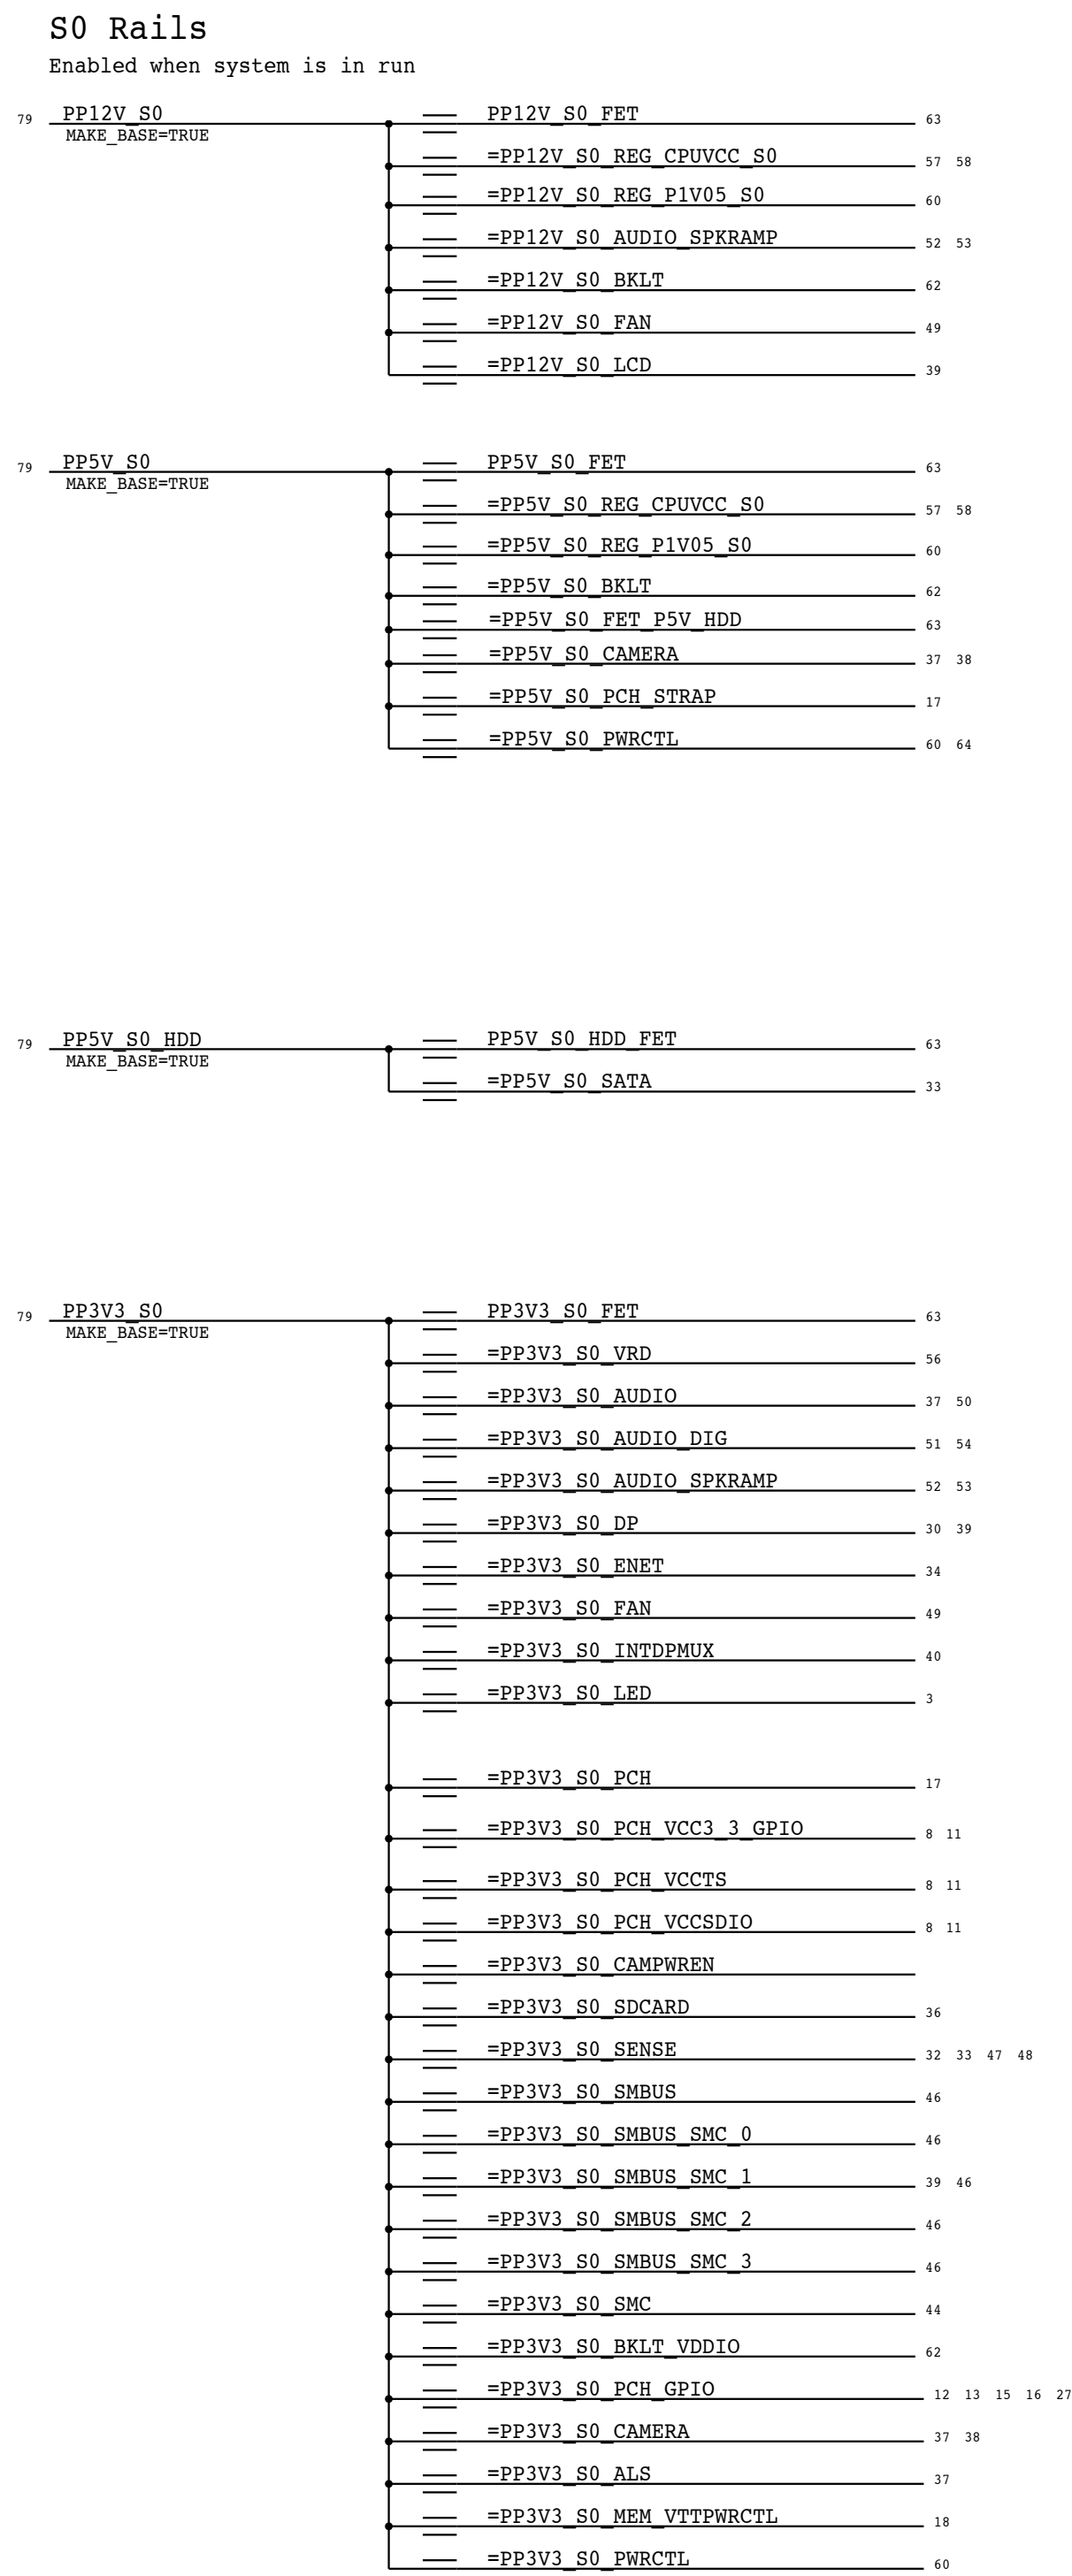 S0 Rails
Enabled when system is in run
79 PP12V_S0 PP12V_S0_FET 63
MAKE_BASE=TRUE
=PP12V_S0_REG_CPUVCC_S0 57 58
=PP12V_S0_REG_P1V05_S0 60
=PP12V_S0_AUDIO_SPKRAMP 52 53
=PP12V_S0_BKLT 62
=PP12V_S0_FAN 49
=PP12V_S0_LCD 39
79 PP5V_S0 PP5V_S0_FET 63
MAKE_BASE=TRUE
=PP5V_S0_REG_CPUVCC_S0 57 58
=PP5V_S0_REG_P1V05_S0 60
=PP5V_S0_BKLT 62
=PP5V_S0_FET_P5V_HDD 63
=PP5V_S0_CAMERA 37 38
=PP5V_S0_PCH_STRAP 17
=PP5V_S0_PWRCTL 60 64
79 PP5V_S0_HDD PP5V_S0_HDD_FET 63
MAKE_BASE=TRUE
=PP5V_S0_SATA 33
79 PP3V3_S0 PP3V3_S0_FET 63
MAKE_BASE=TRUE
=PP3V3_S0_VRD 56
=PP3V3_S0_AUDIO 37 50
=PP3V3_S0_AUDIO_DIG 51 54
=PP3V3_S0_AUDIO_SPKRAMP 52 53
=PP3V3_S0_DP 30 39
=PP3V3_S0_ENET 34
=PP3V3_S0_FAN 49
=PP3V3_S0_INTDPMUX 40
=PP3V3_S0_LED 3
=PP3V3_S0_PCH 17
=PP3V3_S0_PCH_VCC3_3_GPIO 8 11
=PP3V3_S0_PCH_VCCTS 8 11
=PP3V3_S0_PCH_VCCSDIO 8 11
=PP3V3_S0_CAMPWREN
=PP3V3_S0_SDCARD 36
=PP3V3_S0_SENSE 32 33 47 48
=PP3V3_S0_SMBUS 46
=PP3V3_S0_SMBUS_SMC_0 46
=PP3V3_S0_SMBUS_SMC_1 39 46
=PP3V3_S0_SMBUS_SMC_2 46
=PP3V3_S0_SMBUS_SMC_3 46
=PP3V3_S0_SMC 44
=PP3V3_S0_BKLT_VDDIO 62
=PP3V3_S0_PCH_GPIO 12 13 15 16 27
=PP3V3_S0_CAMERA 37 38
=PP3V3_S0_ALS 37
=PP3V3_S0_MEM_VTTPWRCTL 18
=PP3V3_S0_PWRCTL 60